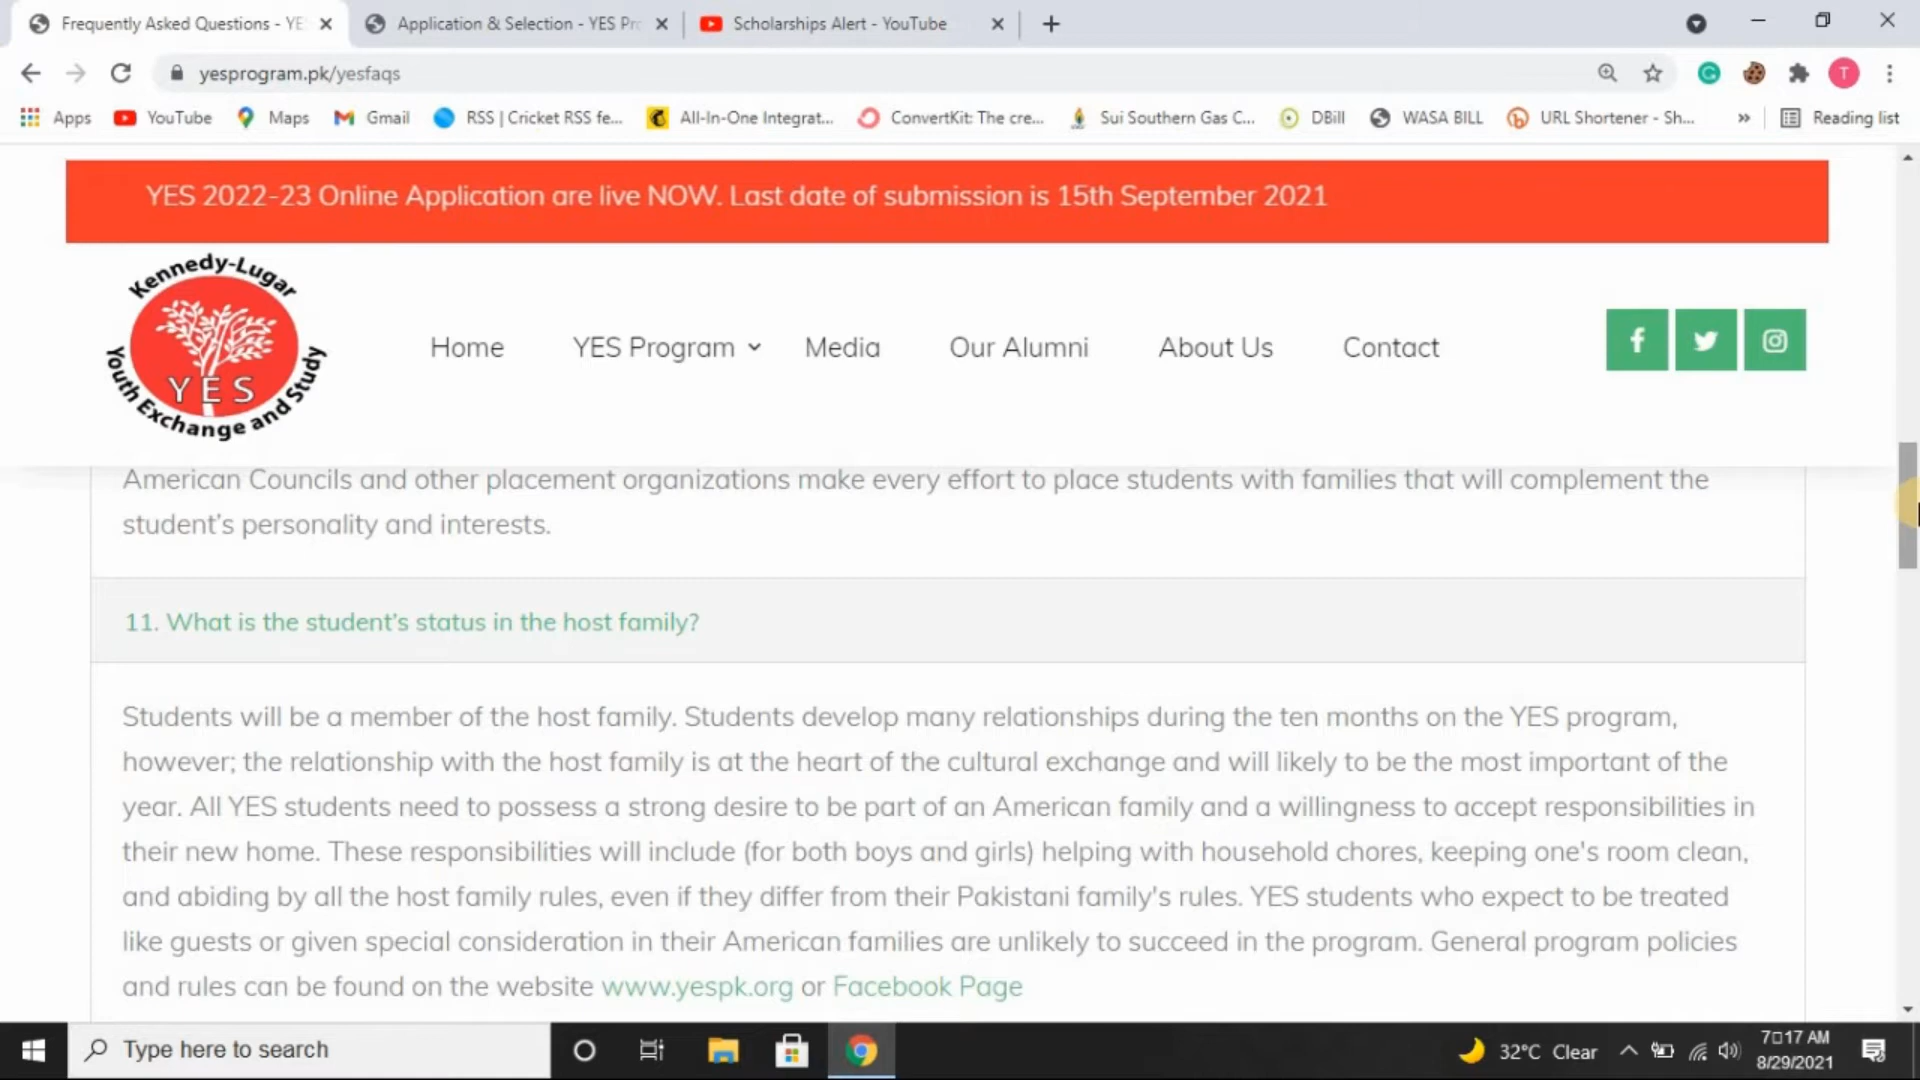 Frequently Asked Questions - YE
Application & Selection - YES Pr
Scholarships Alert - YouTube
yesprogram.pk/yesfaqs
T
Apps
YouTube
Maps
Gmail
RSS | Cricket RSS fe...
All-In-One Integrat...
ConvertKit: The cre...
Sui Southern Gas C...
DBill
WASA BILL
URL Shortener - Sh...
»
Reading list
YES 2022-23 Online Application are live NOW. Last date of submission is 15th September 2021
Kennedy-Lugar
YES
Youth Exchange and Study
Home
YES Program
Media
Our Alumni
About Us
Contact
American Councils and other placement organizations make every effort to place students with families that will complement the
student's personality and interests.
11. What is the student's status in the host family?
Students will be a member of the host family. Students develop many relationships during the ten months on the YES program,
however; the relationship with the host family is at the heart of the cultural exchange and will likely to be the most important of the
year. All YES students need to possess a strong desire to be part of an American family and a willingness to accept responsibilities in
their new home. These responsibilities will include (for both boys and girls) helping with household chores, keeping one's room clean,
and abiding by all the host family rules, even if they differ from their Pakistani family's rules. YES students who expect to be treated
like guests or given special consideration in their American families are unlikely to succeed in the program. General program policies
and rules can be found on the website www.yespk.org or Facebook Page
Type here to search
32°C Clear
7▯17 AM
8/29/2021